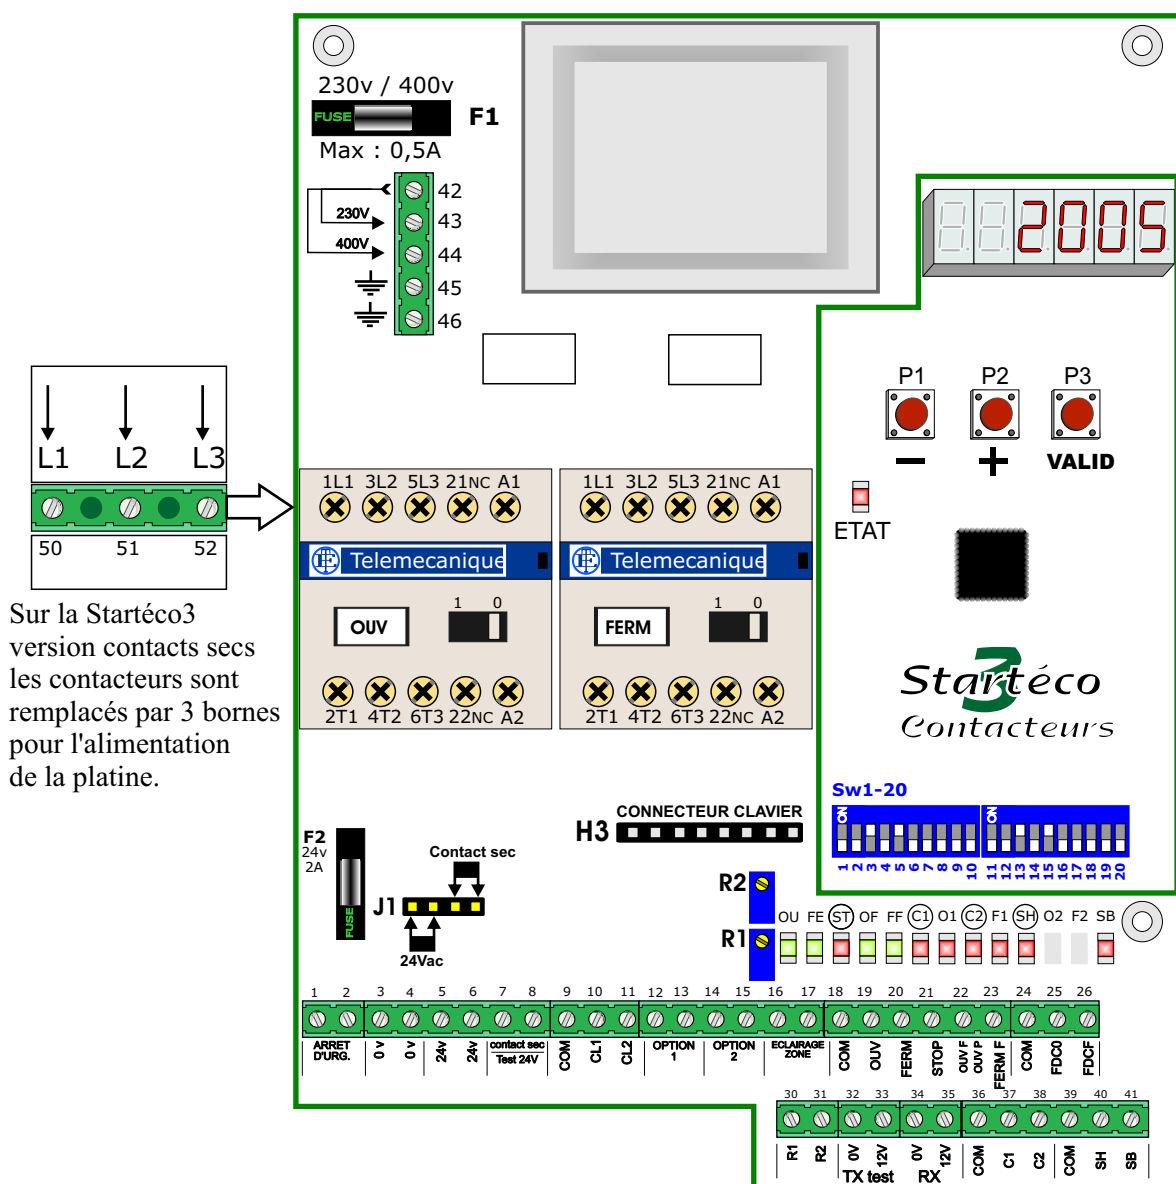 230v / 400v
FUSE
F1
Max : 0,5A
42
230V
43
400V
44
45
46
2005
P1 P2 P3
− + VALID
ETAT
L1 L2 L3
50 51 52
Sur la Startéco3
version contacts secs
les contacteurs sont
remplacés par 3 bornes
pour l'alimentation
de la platine.
1L1 3L2 5L3 21NC A1
Telemecanique
OUV
1 0
2T1 4T2 6T3 22NC A2
1L1 3L2 5L3 21NC A1
Telemecanique
FERM
1 0
2T1 4T2 6T3 22NC A2
3
Startéco
Contacteurs
Sw1-20
ON ON
1 2 3 4 5 6 7 8 9 10 11 12 13 14 15 16 17 18 19 20
CONNECTEUR CLAVIER
H3
F2
24v
2A
FUSE
Contact sec
J1
24Vac
R2
R1
OU FE ST OF FF C1 O1 C2 F1 SH O2 F2 SB
1 2 3 4 5 6 7 8 9 10 11 12 13 14 15 16 17 18 19 20 21 22 23 24 25 26
ARRET
D'URG.
0 v
0 v
24v
24v
contact sec
Test 24V
COM
CL1
CL2
OPTION
1
OPTION
2
ECLAIRAGE
ZONE
COM
OUV
FERM
STOP
OUV F
OUV P
FERM F
COM
FDC0
FDCF
30 31 32 33 34 35 36 37 38 39 40 41
R1
R2
0V
12V
TX test
0V
12V
RX
COM
C1
C2
COM
SH
SB